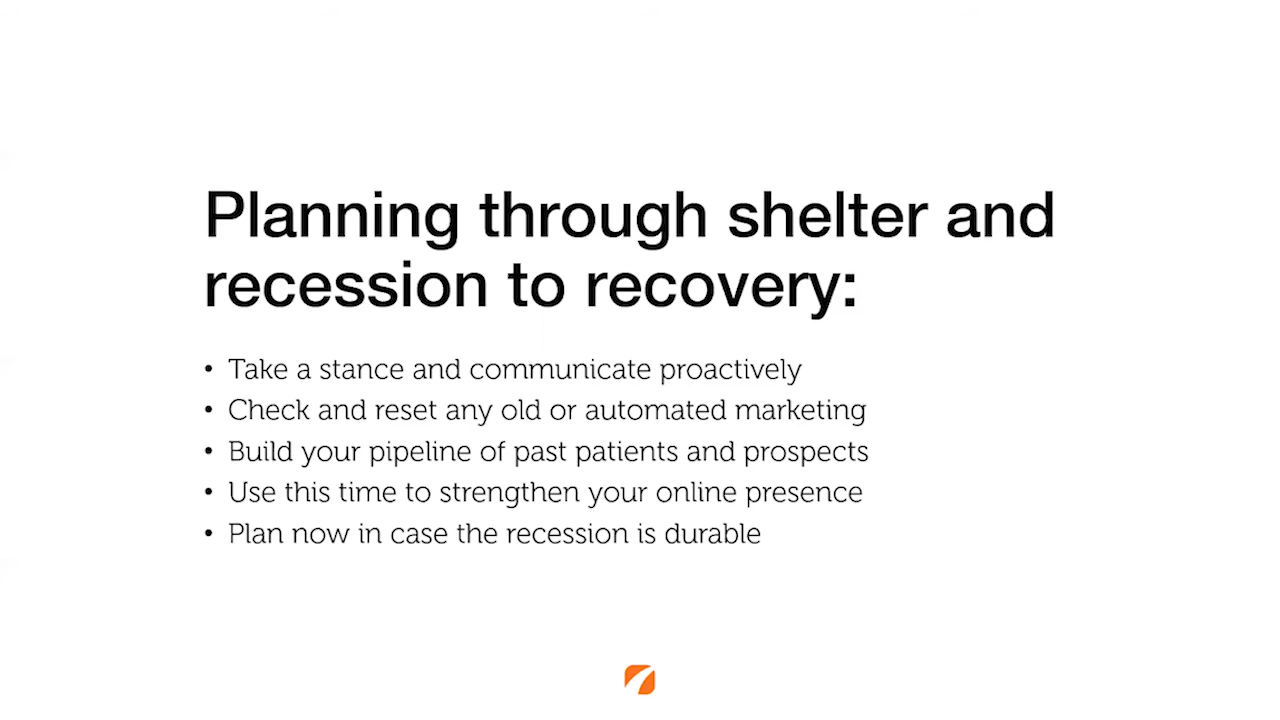 Planning through shelter and
recession to recovery:
• Take a stance and communicate proactively
• Check and reset any old or automated marketing
• Build your pipeline of past patients and prospects
• Use this time to strengthen your online presence
• Plan now in case the recession is durable